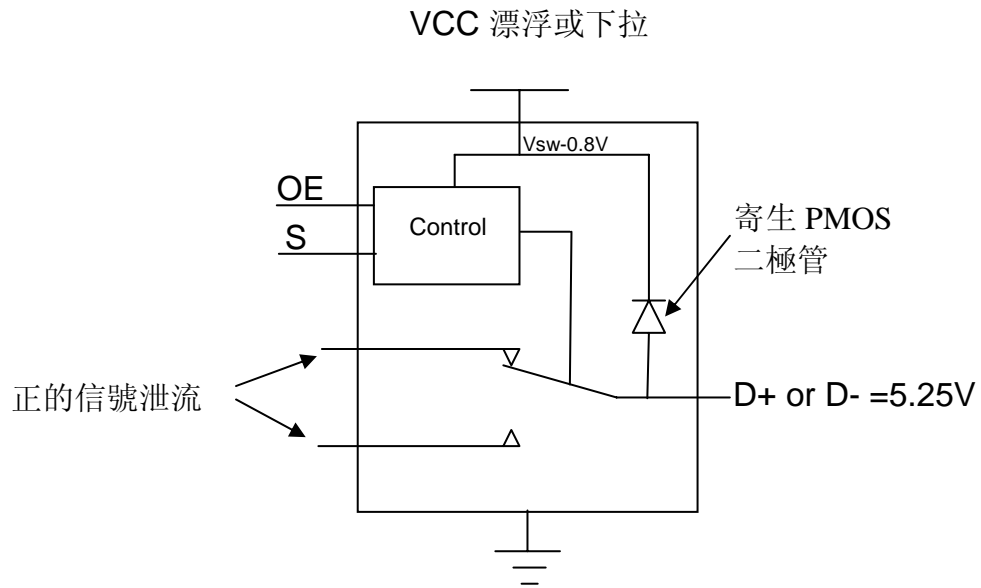 VCC 漂浮或下拉
Vsw-0.8V
OE
S
Control
寄生 PMOS
二極管
正的信號泄流
D+ or D- =5.25V